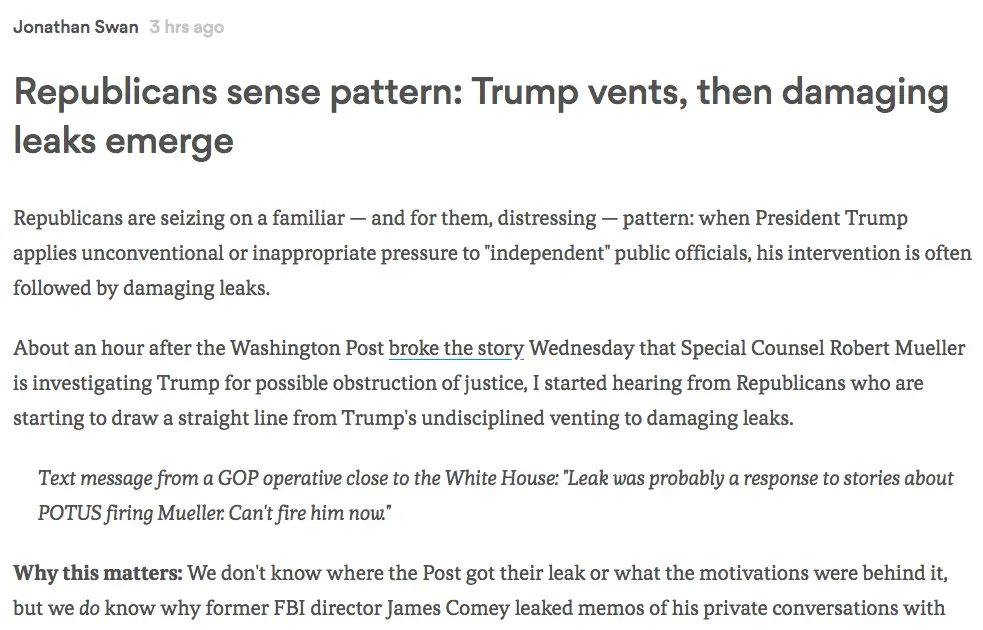 Jonathan Swan 3 hrs ago
Republicans sense pattern: Trump vents, then damaging
leaks emerge
Republicans are seizing on a familiar — and for them, distressing — pattern: when President Trump
applies unconventional or inappropriate pressure to "independent" public officials, his intervention is often
followed by damaging leaks.
About an hour after the Washington Post broke the story Wednesday that Special Counsel Robert Mueller
is investigating Trump for possible obstruction of justice, I started hearing from Republicans who are
starting to draw a straight line from Trump's undisciplined venting to damaging leaks.
Text message from a GOP operative close to the White House: "Leak was probably a response to stories about
POTUS firing Mueller. Can't fire him now."
Why this matters: We don't know where the Post got their leak or what the motivations were behind it,
but we do know why former FBI director James Comey leaked memos of his private conversations with